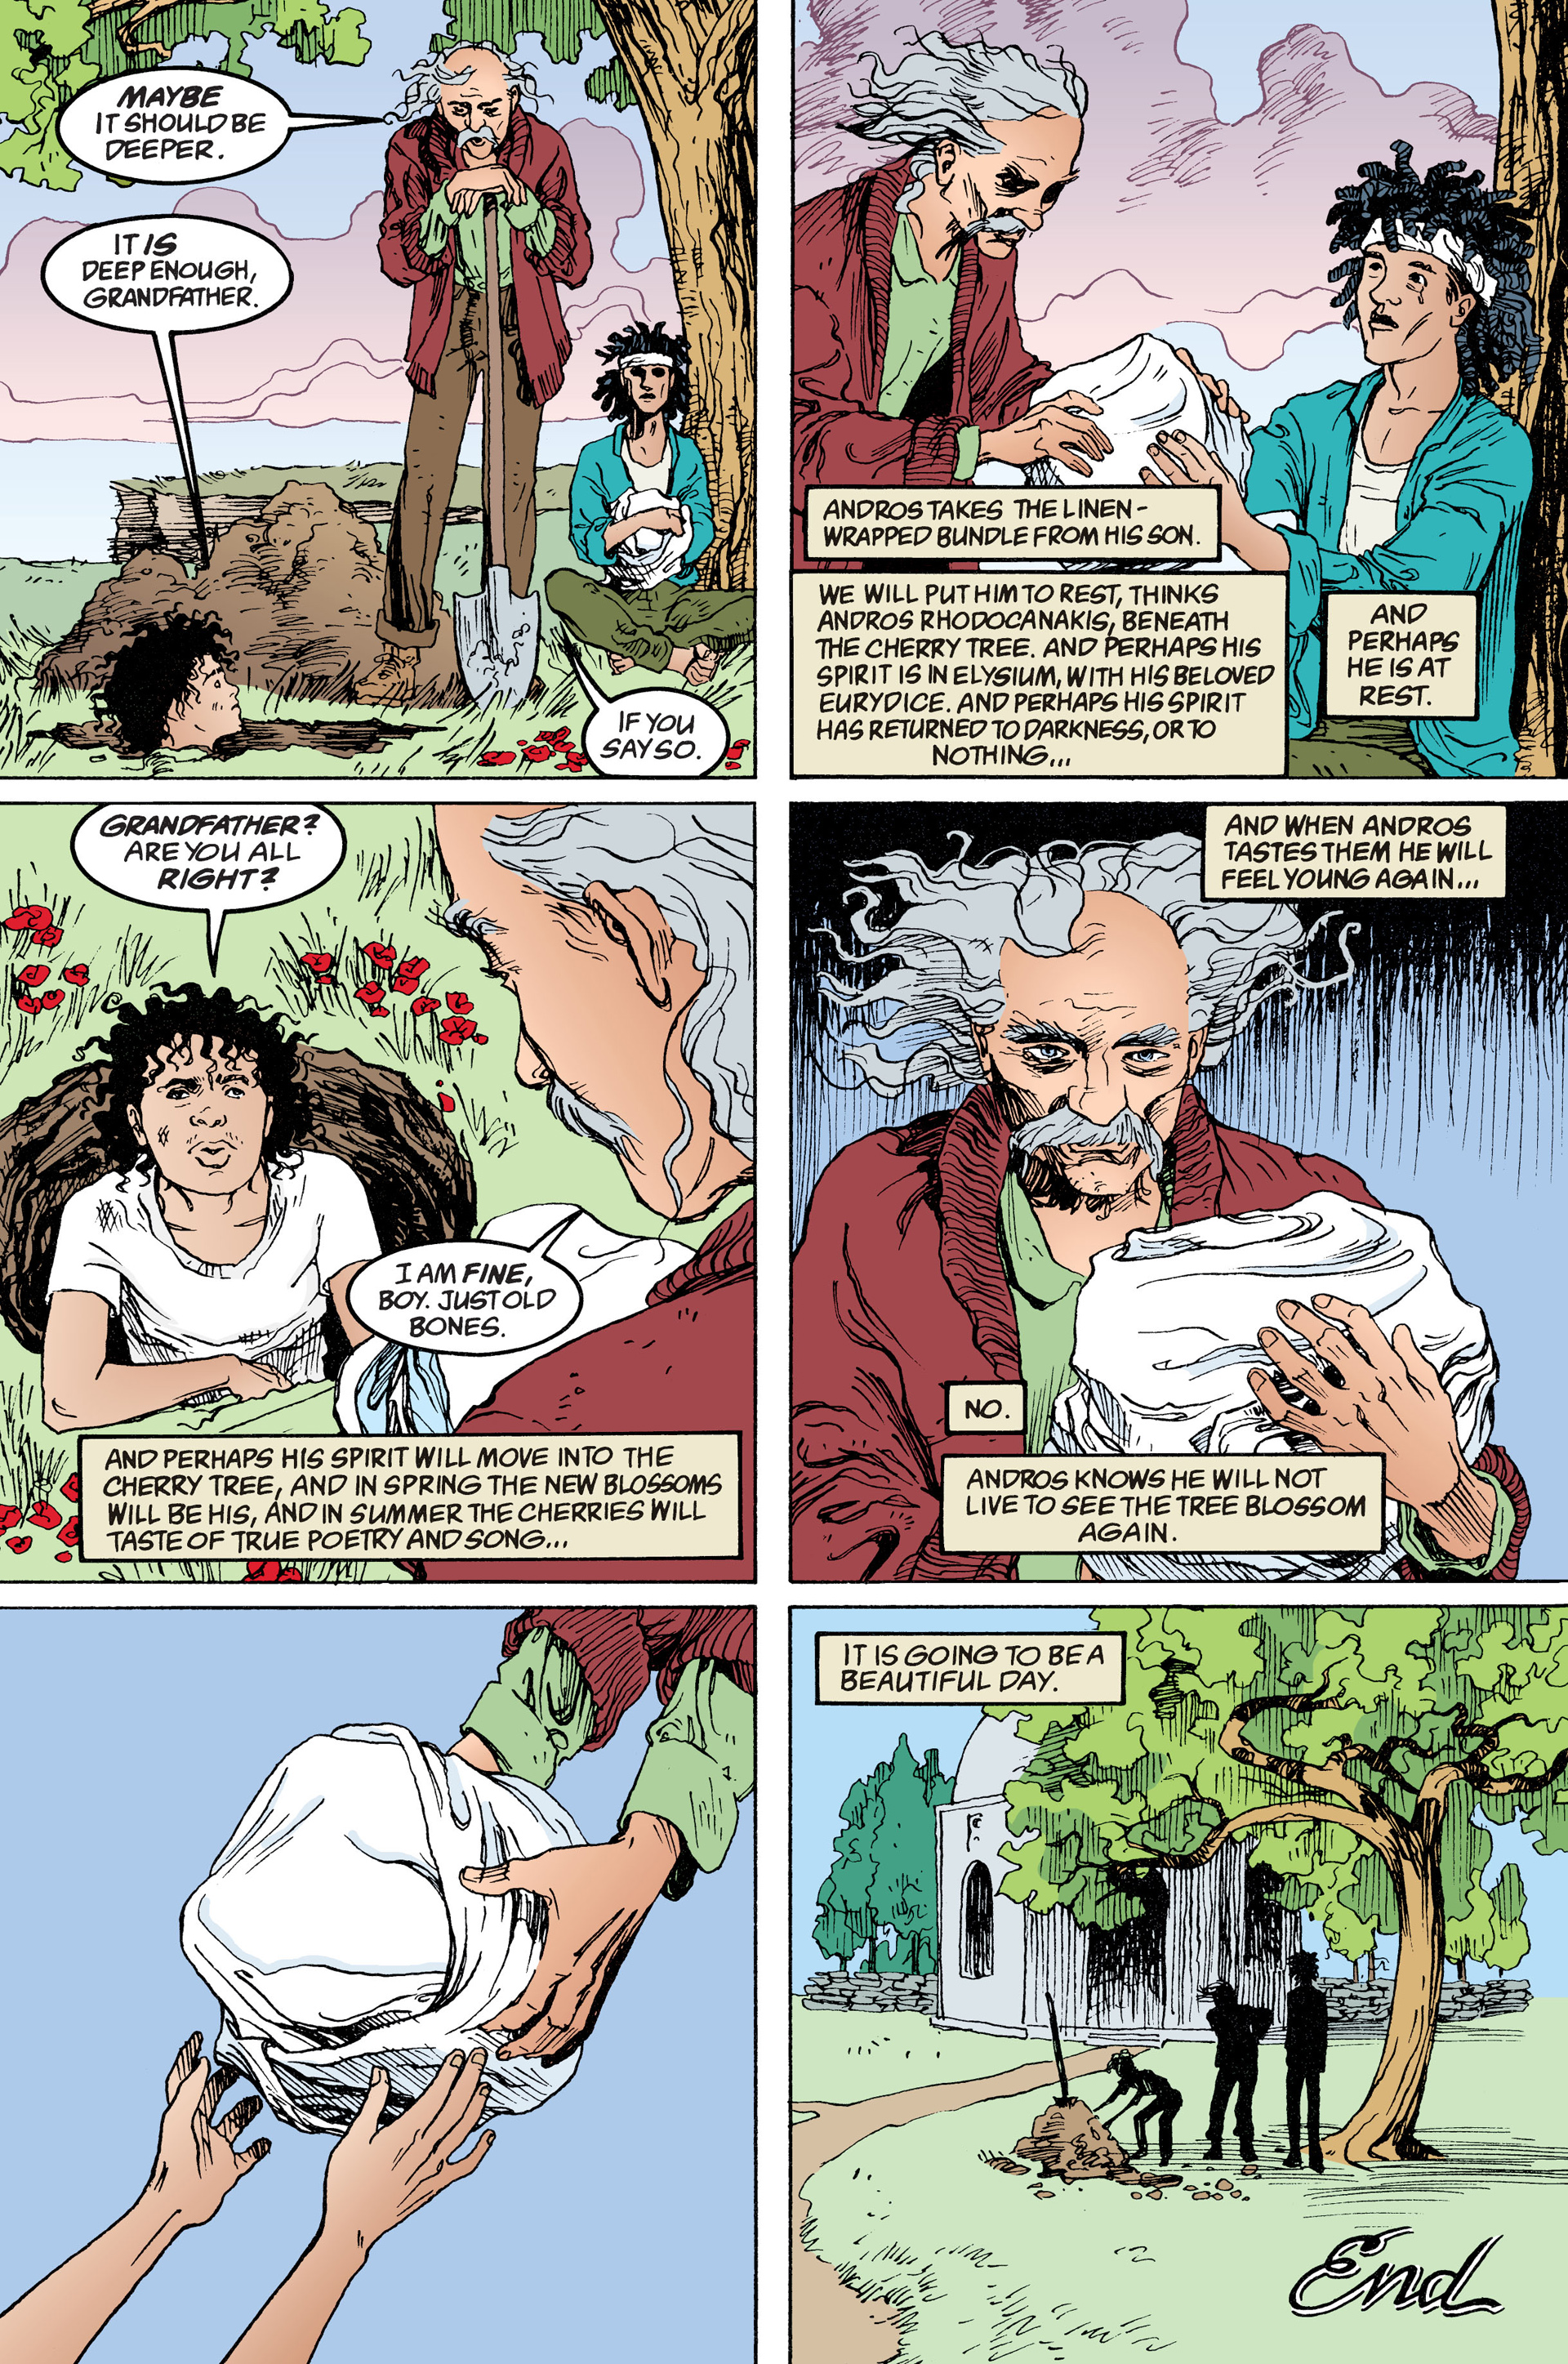 MAYBE
IT SHOULD BE
DEEPER.
IT IS
DEEP ENOUGH,
GRANDFATHER.
IF YOU
SAY SO.
ANDROS TAKES THE LINEN-
WRAPPED BUNDLE FROM HIS SON.
WE WILL PUT HIM TO REST, THINKS
ANDROS RHODOCANAKIS, BENEATH
THE CHERRY TREE. AND PERHAPS HIS
SPIRIT IS IN ELYSIUM, WITH HIS BELOVED
EURYDICE. AND PERHAPS HIS SPIRIT
HAS RETURNED TO DARKNESS, OR TO
NOTHING...
AND
PERHAPS
HE IS AT
REST.
GRANDFATHER?
ARE YOU ALL
RIGHT?
I AM FINE,
BOY. JUST OLD
BONES.
AND PERHAPS HIS SPIRIT WILL MOVE INTO THE
CHERRY TREE, AND IN SPRING THE NEW BLOSSOMS
WILL BE HIS, AND IN SUMMER THE CHERRIES WILL
TASTE OF TRUE POETRY AND SONG...
AND WHEN ANDROS
TASTES THEM HE WILL
FEEL YOUNG AGAIN...
NO.
ANDROS KNOWS HE WILL NOT
LIVE TO SEE THE TREE BLOSSOM
AGAIN.
IT IS GOING TO BE A
BEAUTIFUL DAY.
End